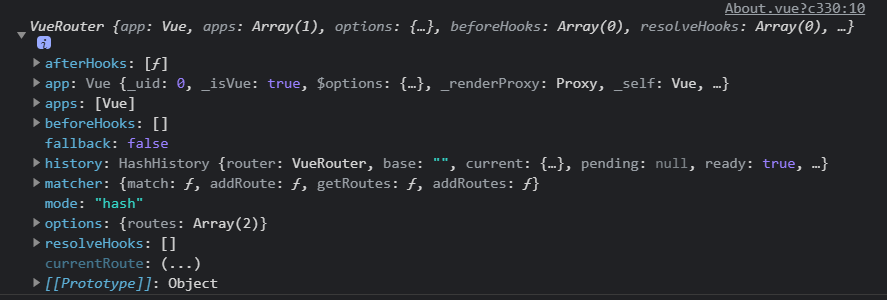 About.vue?c330:10
VueRouter {app: Vue, apps: Array(1), options: {…}, beforeHooks: Array(0), resolveHooks: Array(0), …}
i
afterHooks: [ƒ]
app: Vue {_uid: 0, _isVue: true, $options: {…}, _renderProxy: Proxy, _self: Vue, …}
apps: [Vue]
beforeHooks: []
fallback: false
history: HashHistory {router: VueRouter, base: "", current: {…}, pending: null, ready: true, …}
matcher: {match: ƒ, addRoute: ƒ, getRoutes: ƒ, addRoutes: ƒ}
mode: "hash"
options: {routes: Array(2)}
resolveHooks: []
currentRoute: (...)
[[Prototype]]: Object